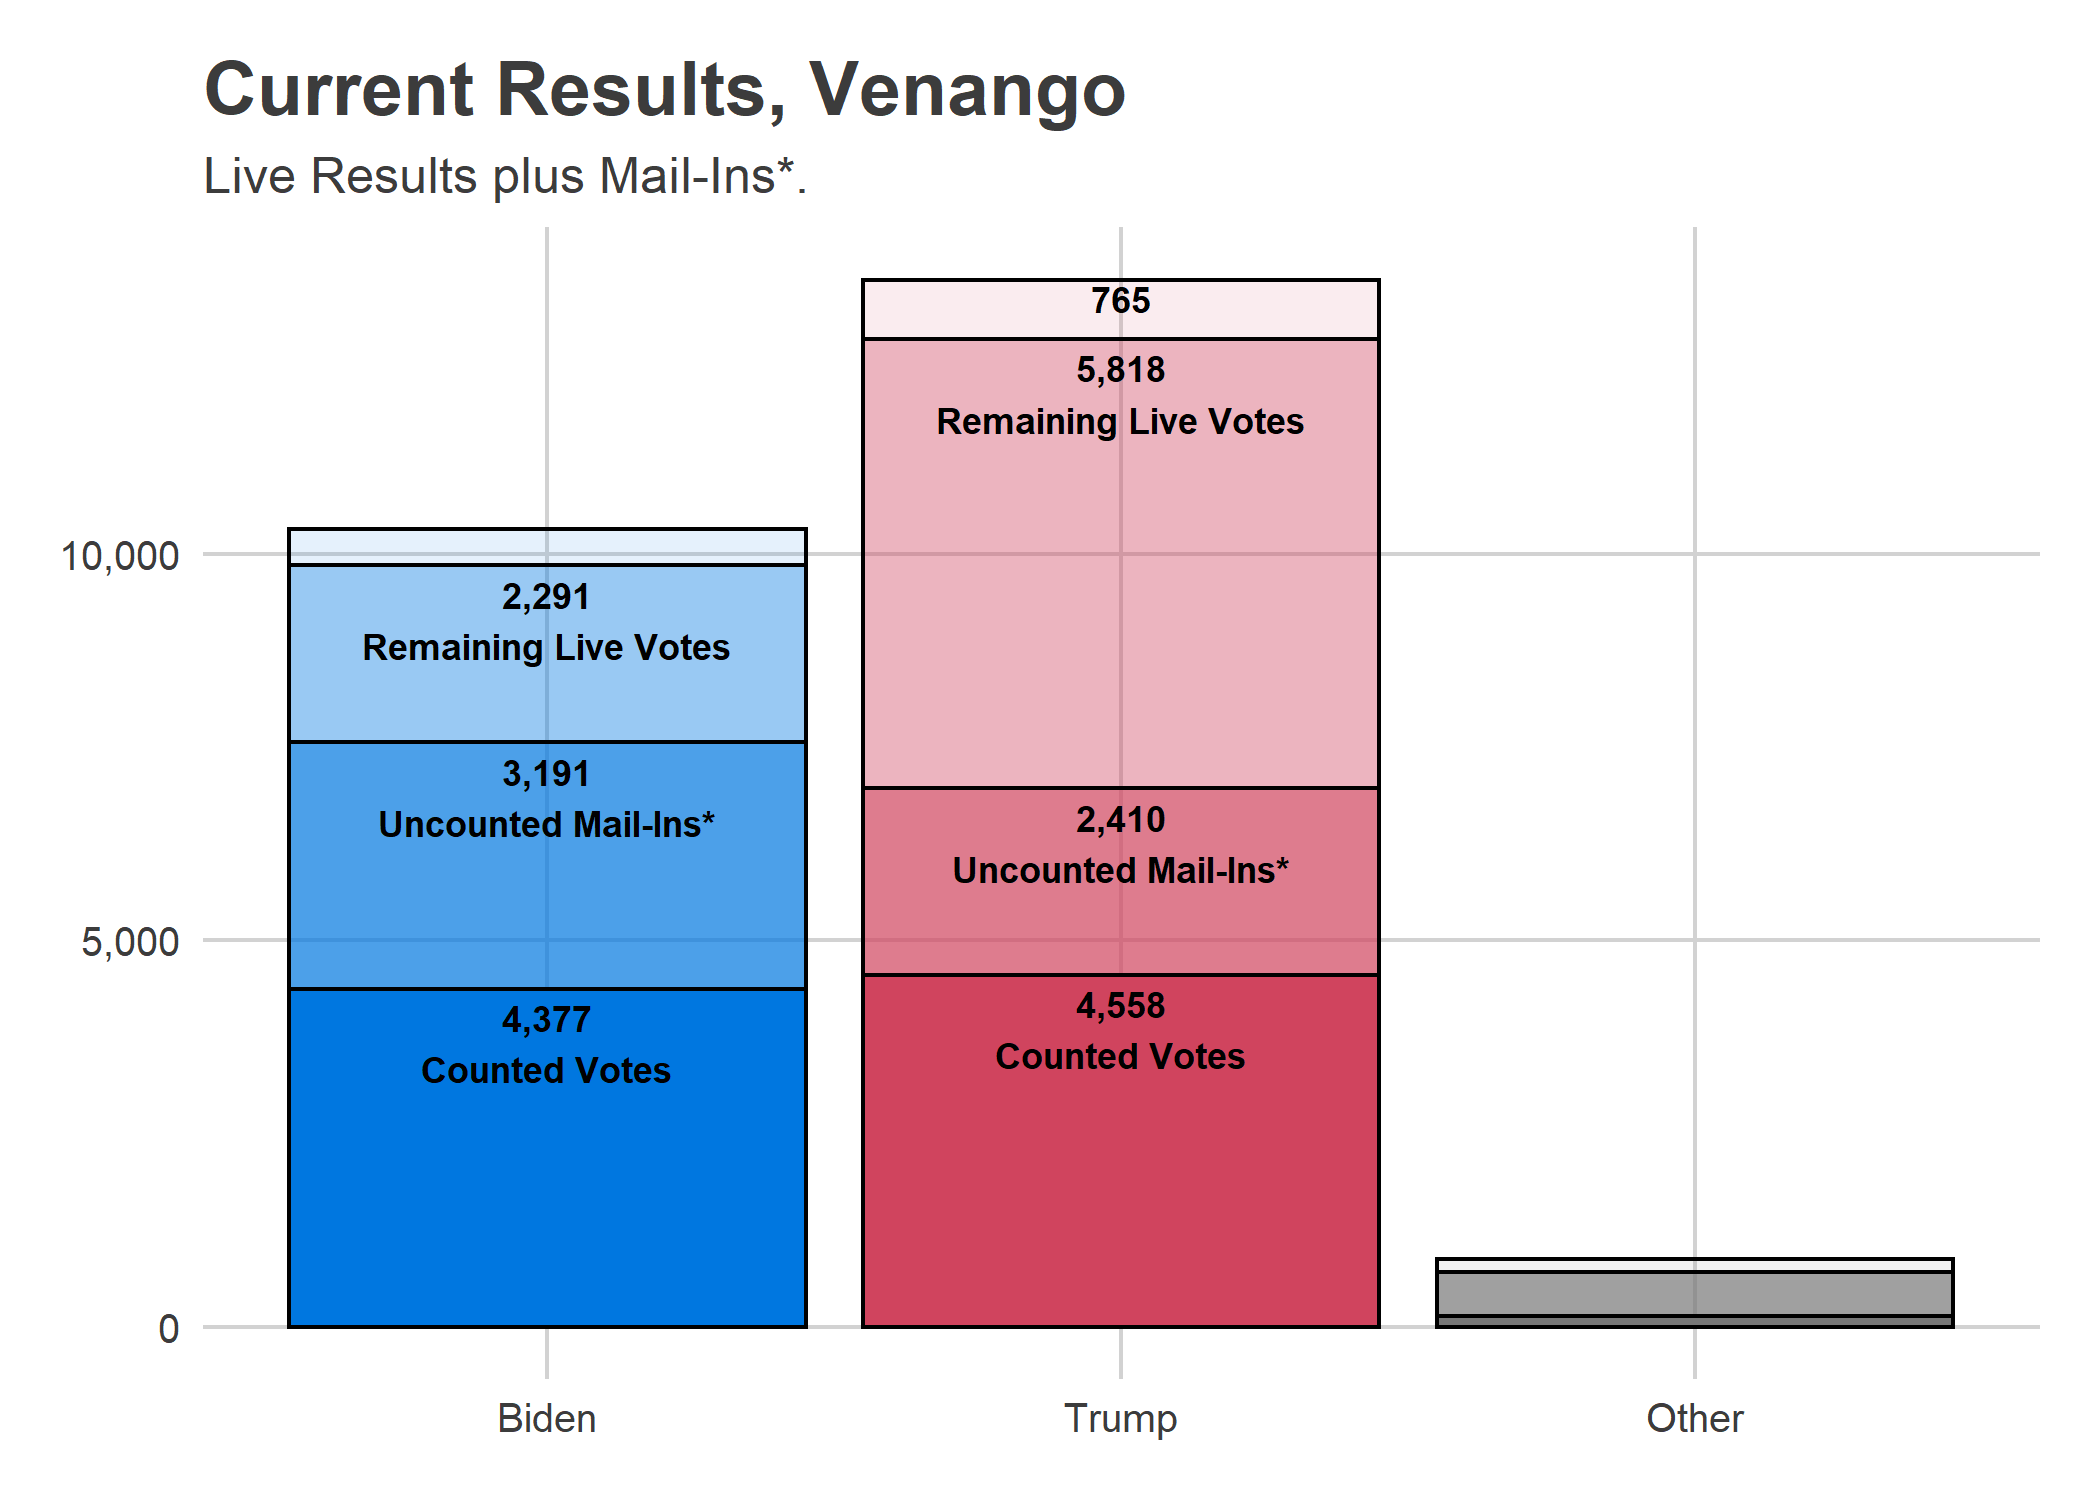 Current Results, Venango
Live Results plus Mail-Ins*.
765
5,818
Remaining Live Votes
10,000
2,291
Remaining Live Votes
3,191
Uncounted Mail-Ins*
2,410
Uncounted Mail-Ins*
5,000
4,377
Counted Votes
4,558
Counted Votes
0
Biden
Trump
Other